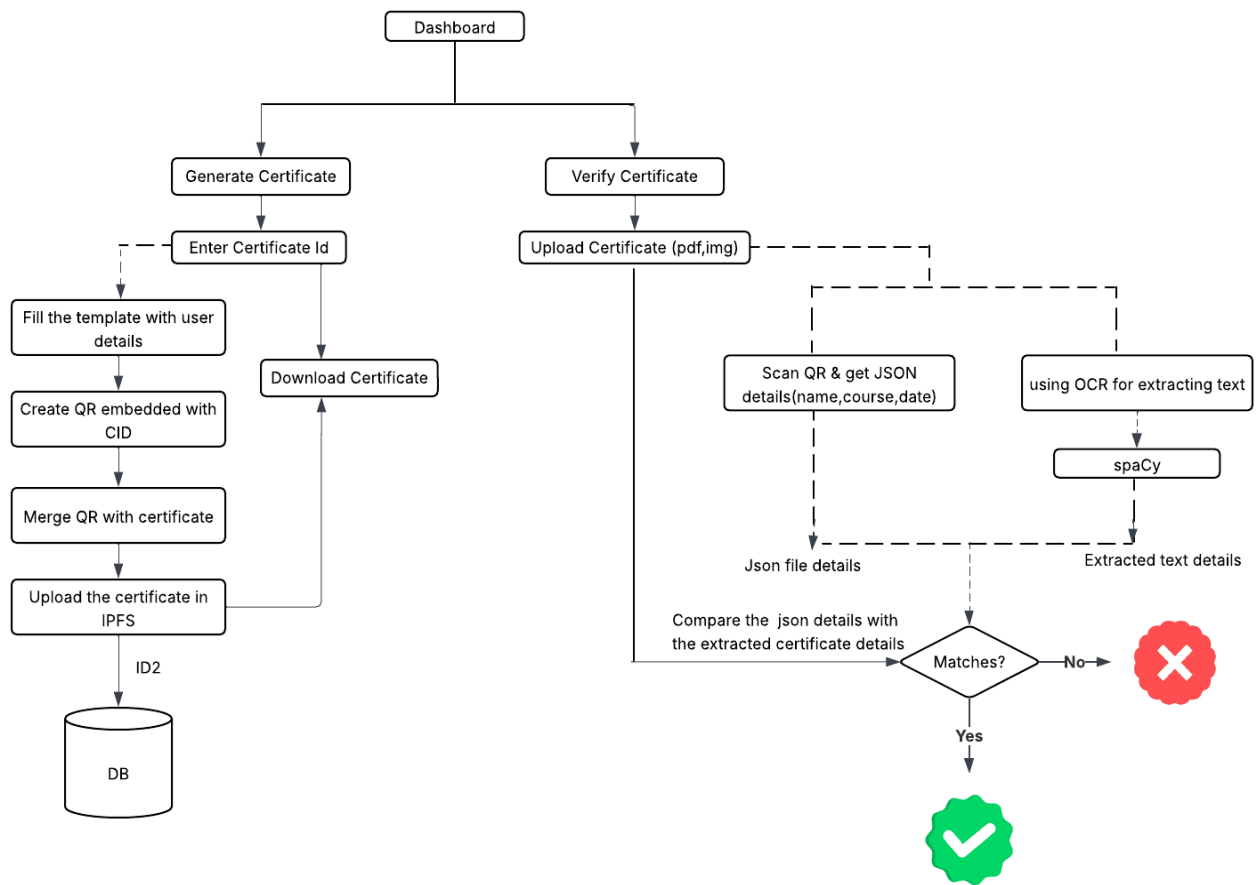 Dashboard
Generate Certificate
Verify Certificate
Enter Certificate Id
Upload Certificate (pdf,img)
Fill the template with user
details
Download Certificate
Scan QR & get JSON
details(name,course,date)
using OCR for extracting text
Create QR embedded with
CID
spaCy
Merge QR with certificate
Json file details
Extracted text details
Upload the certificate in
IPFS
Compare the json details with
the extracted certificate details
Matches?
No
ID2
Yes
DB